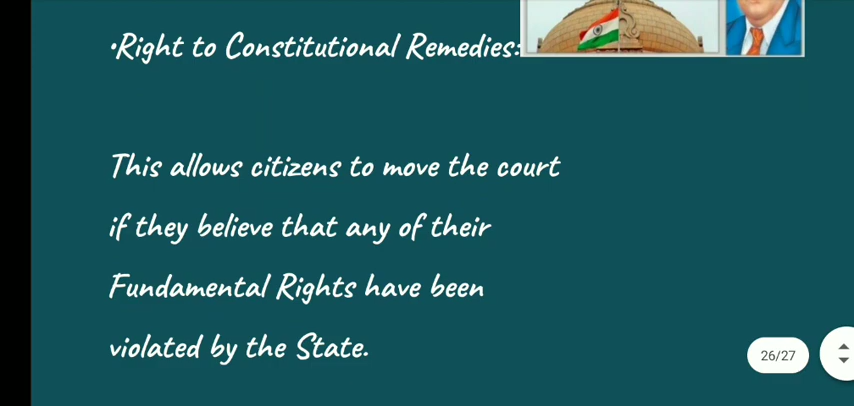 •Right to Constitutional Remedies:
This allows citizens to move the court
if they believe that any of their
Fundamental Rights have been
violated by the State.
26/27